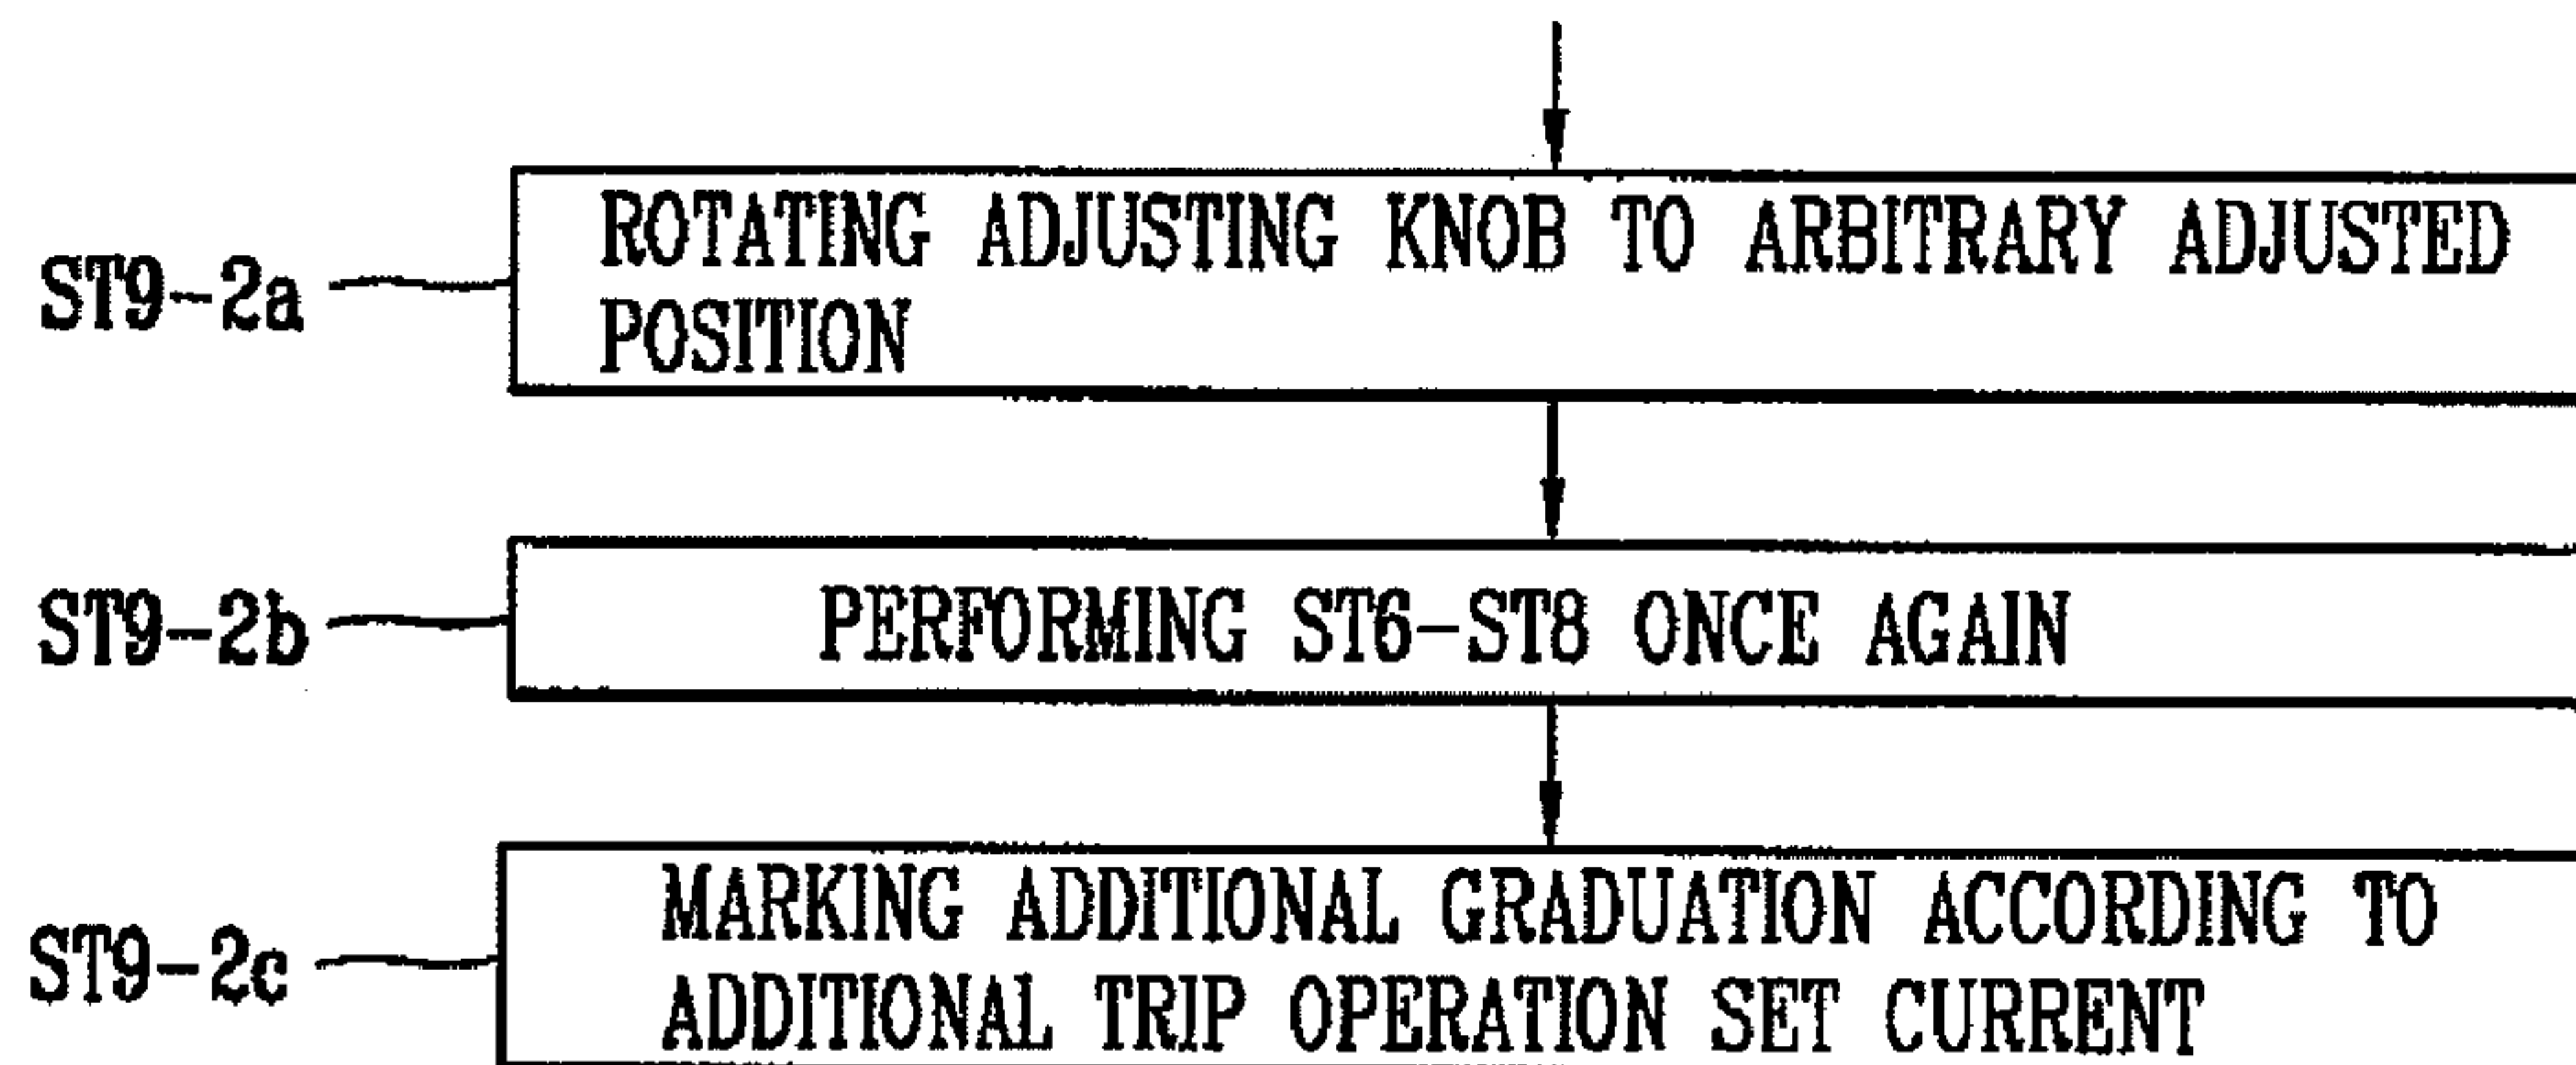 ST9-2a
ROTATING ADJUSTING KNOB TO ARBITRARY ADJUSTED
POSITION
ST9-2b
PERFORMING ST6-ST8 ONCE AGAIN
ST9-2c
MARKING ADDITIONAL GRADUATION ACCORDING TO
ADDITIONAL TRIP OPERATION SET CURRENT